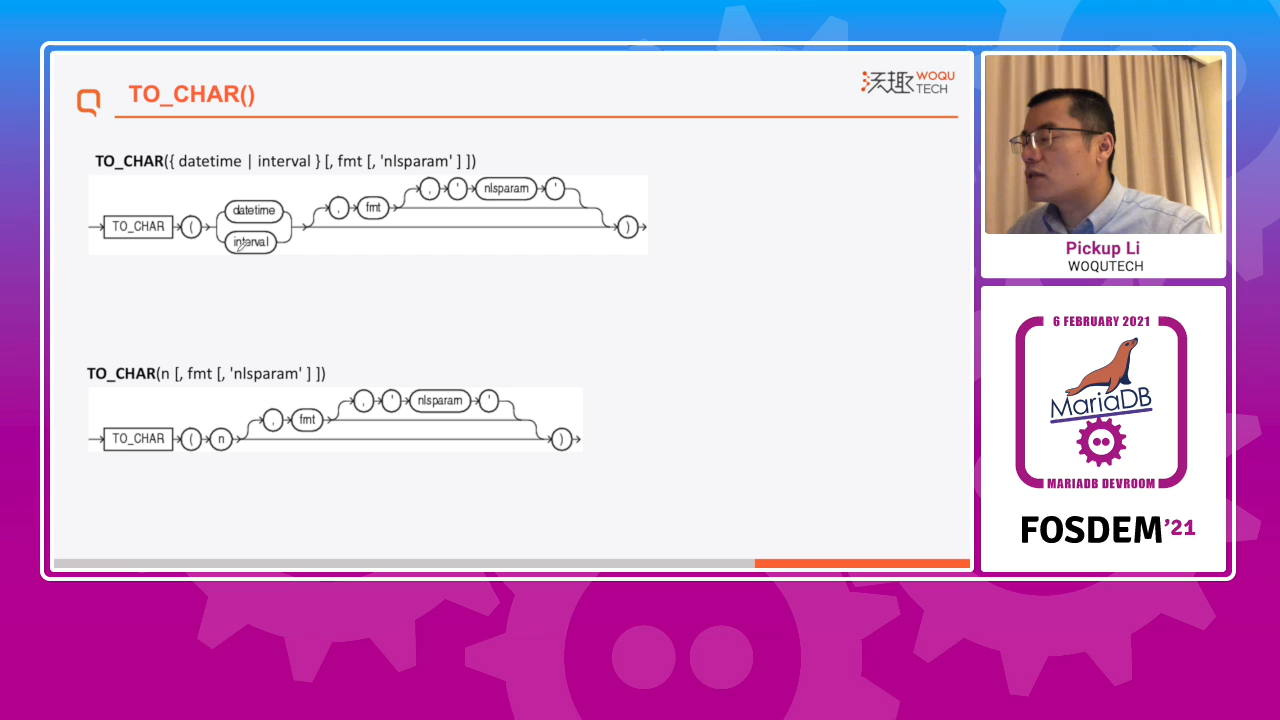 TO_CHAR()
沃趣 WOQU
TECH
TO_CHAR({ datetime | interval } [, fmt [, 'nlsparam' ] ])
, ' nlsparam '
datetime , fmt
TO_CHAR ( )
interval
TO_CHAR(n [, fmt [, 'nlsparam' ] ])
, ' nlsparam '
, fmt
TO_CHAR ( n )
Pickup Li
WOQUTECH
6 FEBRUARY 2021
MariaDB
MARIADB DEVROOM
FOSDEM’21